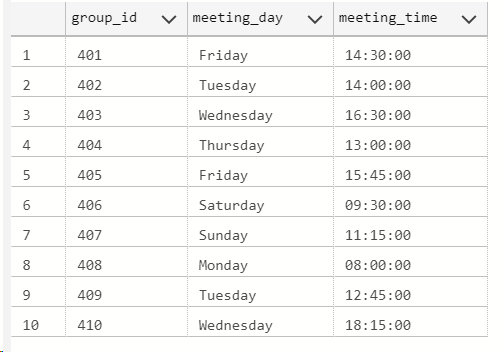 group_id meeting_day meeting_time
1 401 Friday 14:30:00
2 402 Tuesday 14:00:00
3 403 Wednesday 16:30:00
4 404 Thursday 13:00:00
5 405 Friday 15:45:00
6 406 Saturday 09:30:00
7 407 Sunday 11:15:00
8 408 Monday 08:00:00
9 409 Tuesday 12:45:00
10 410 Wednesday 18:15:00